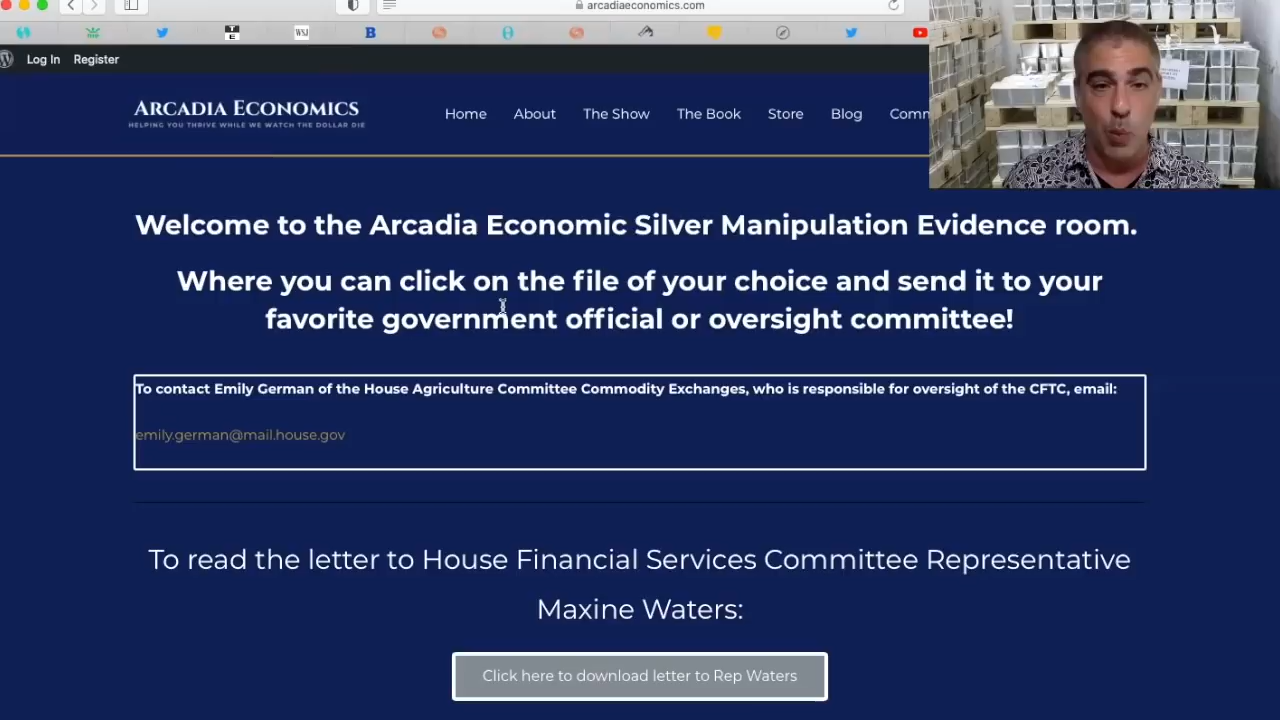 arcadiaeconomics.com
T
E
WSJ
B
Log In Register
ARCADIA ECONOMICS
HELPING YOU THRIVE WHILE WE WATCH THE DOLLAR DIE
Home About The Show The Book Store Blog Comm
Welcome to the Arcadia Economic Silver Manipulation Evidence room.
Where you can click on the file of your choice and send it to your
favorite government official or oversight committee!
To contact Emily German of the House Agriculture Committee Commodity Exchanges, who is responsible for oversight of the CFTC, email:
emily.german@mail.house.gov
To read the letter to House Financial Services Committee Representative
Maxine Waters:
Click here to download letter to Rep Waters